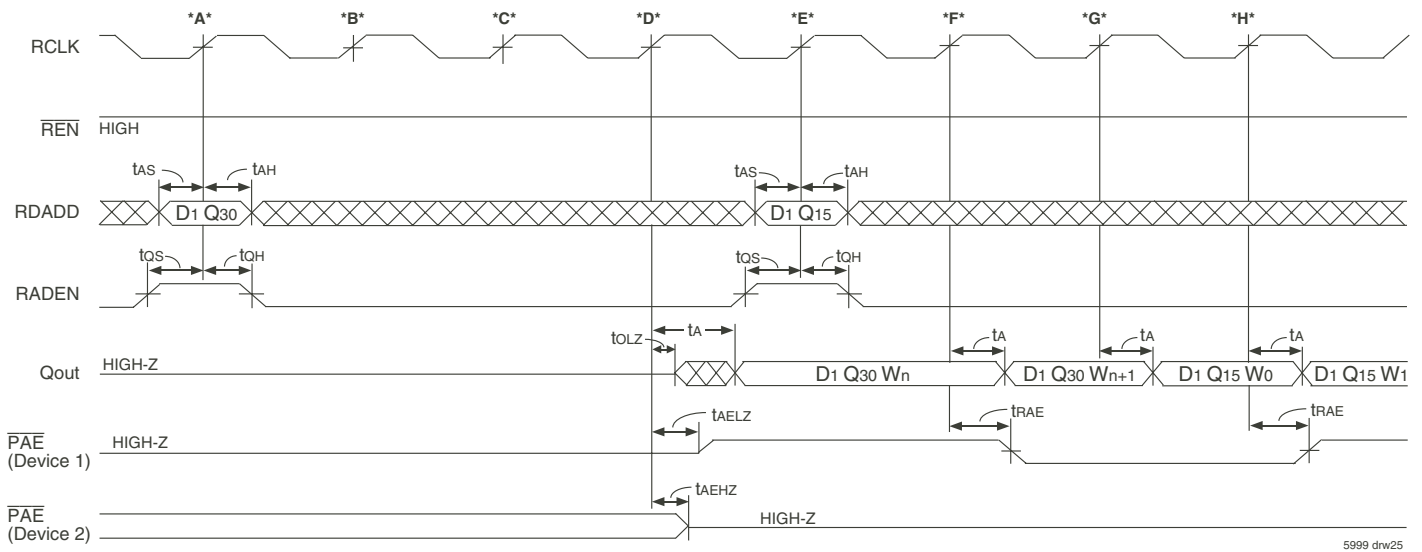 *A* *B* *C* *D* *E* *F* *G* *H*
RCLK
REN HIGH
tAS tAH tAS tAH
RDADD D1 Q30 D1 Q15
tQS tQH tQS tQH
RADEN
tOLZ tA tA tA tA
Qout HIGH-Z D1 Q30 Wn D1 Q30 Wn+1 D1 Q15 W0 D1 Q15 W1
tAELZ tRAE tRAE
PAE HIGH-Z
(Device 1)
tAEHZ
PAE HIGH-Z
(Device 2)
5999 drw25